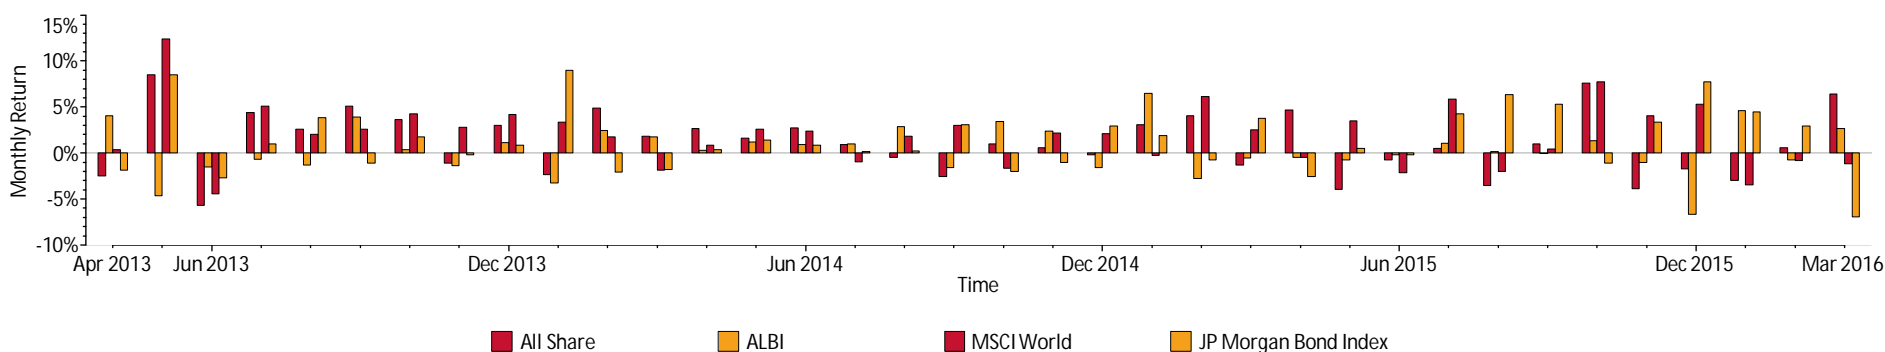 15%
10%
5%
0%
-5%
-10%
Monthly Return
Apr 2013 Jun 2013 Dec 2013 Jun 2014 Dec 2014 Jun 2015 Dec 2015 Mar 2016
Time
All Share ALBI MSCI World JP Morgan Bond Index